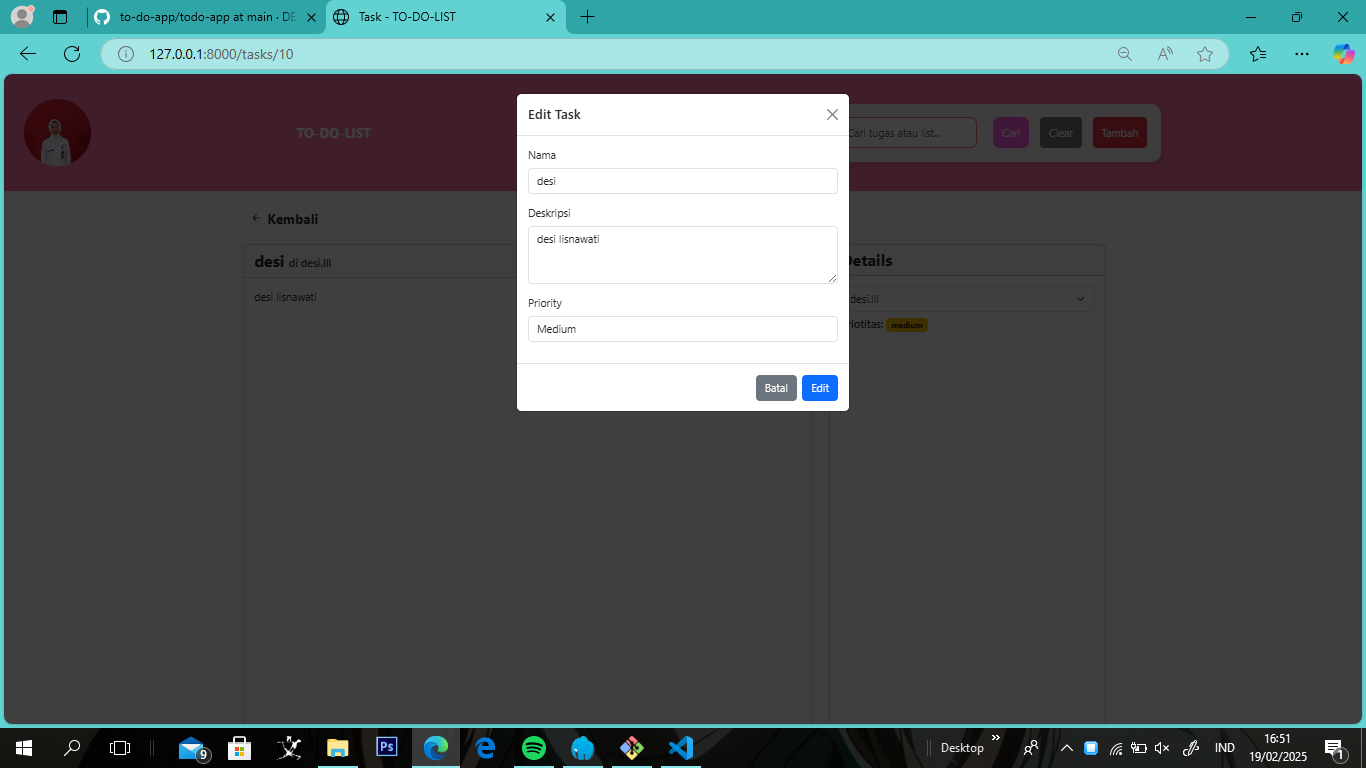 to-do-app/todo-app at main · DE
Task - TO-DO-LIST
127.0.0.1:8000/tasks/10
TO-DO-LIST
Cari tugas atau list...
Cari
Clear
Tambah
Edit Task
Nama
desi
Deskripsi
desi lisnawati
Priority
Medium
Batal
Edit
Kembali
desi di desi.lll
desi lisnawati
Details
desi.lll
riotitas: medium
9
Ps
Desktop
IND
16:51
19/02/2025
1